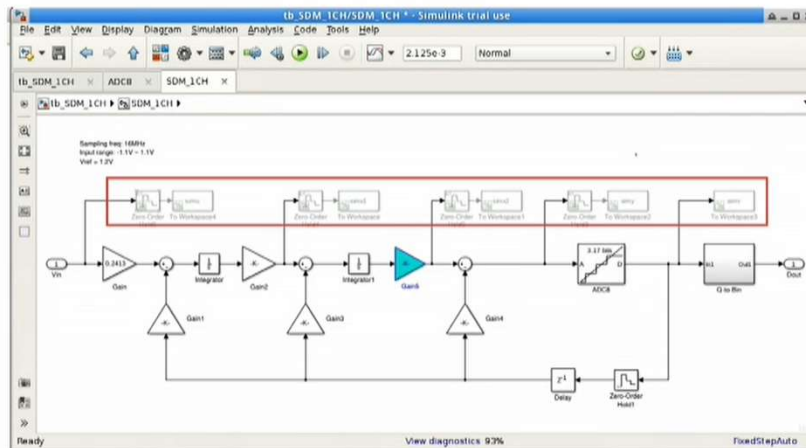 tb_SDM_1CH/SDM_1CH * - Simulink trial use
File Edit View Display Diagram Simulation Analysis Code Tools Help
2.125e-3 Normal
tb_SDM_1CH ADC8 SDM_1CH
tb_SDM_1CH SDM_1CH
Sampling freq: 16MHz
Input range: -1.1V ~ 1.1V
Vref = 1.2V
Zero-Order To Workspace4 Zero-Order To Workspace Zero-Order To Workspace1 Zero-Order To Workspace2 To Workspace3
1 0.2413 -K- -K- 3.17 bits A D In1 Out1 1
Vin Gain Integrator Gain2 Integrator1 Gain5 ADC8 Q to Bin Dout
-K- Gain1 -K- Gain3 -K- Gain4
Delay Zero-Order
Hold1
Ready View diagnostics 93% FixedStepAuto